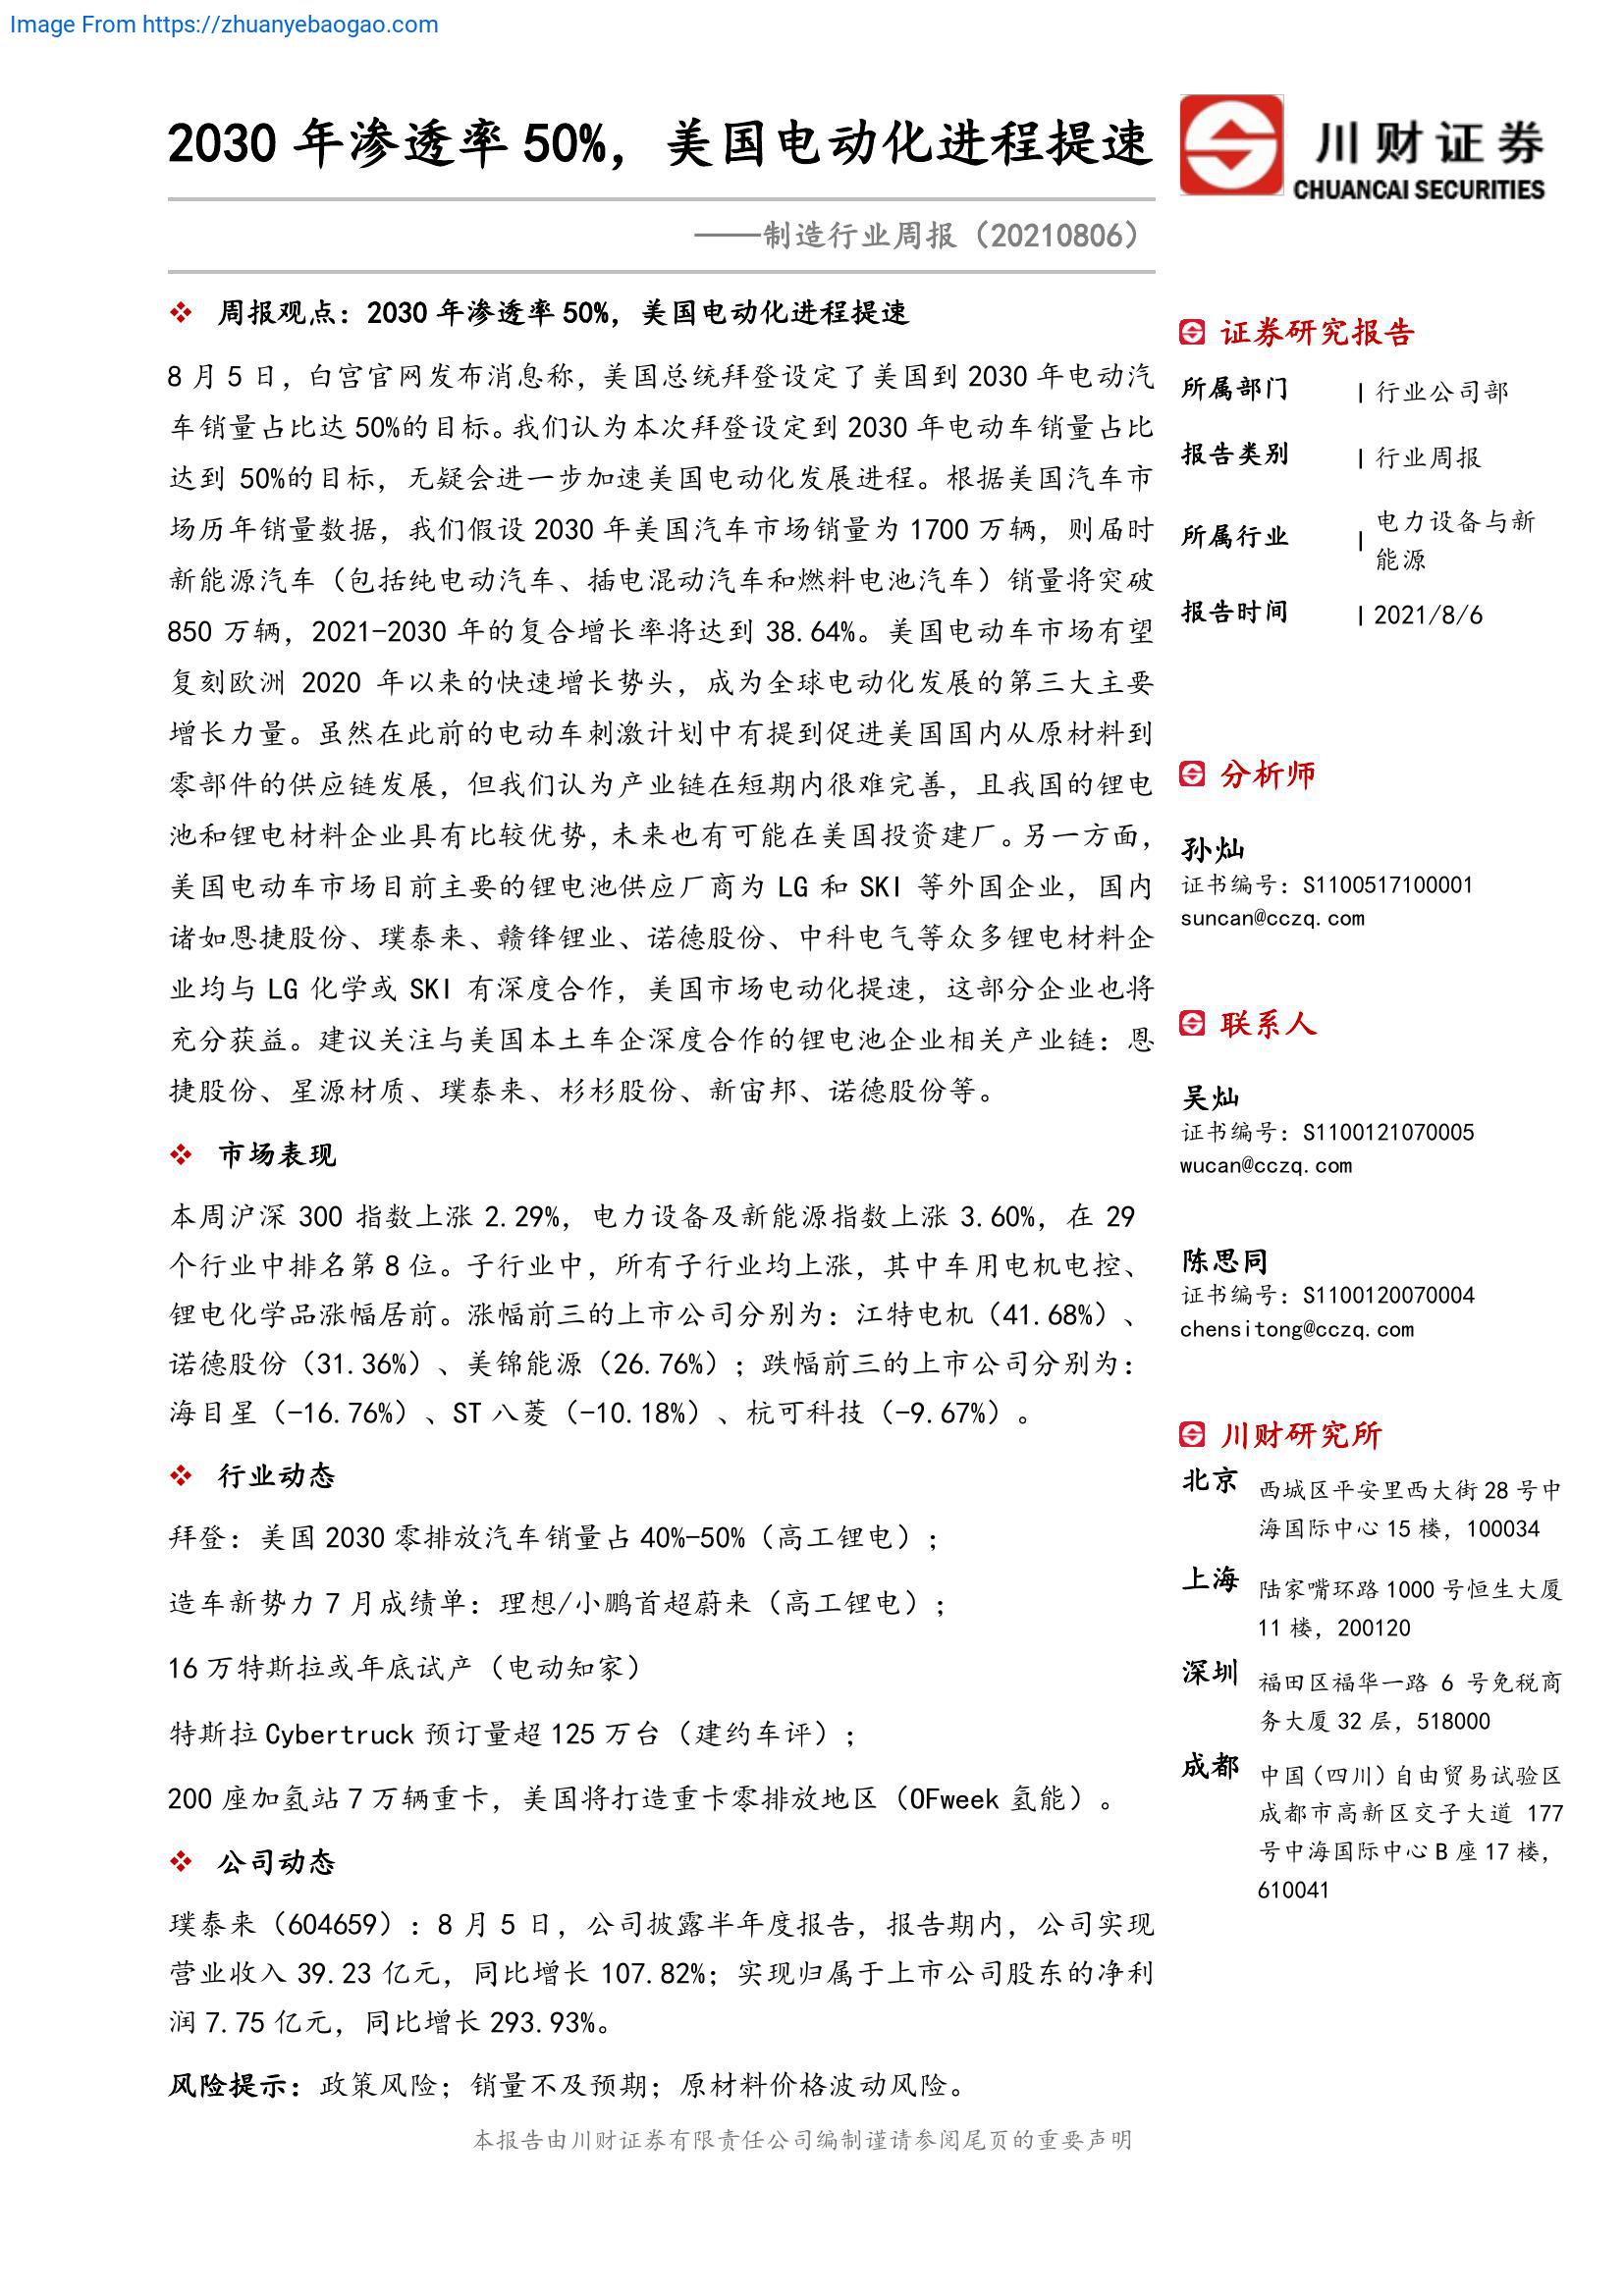 Image From https://zhuanyebaogao.com
2030 年渗透率 50%，美国电动化进程提速
川财证券
CHUANCAI SECURITIES
——制造行业周报（20210806）
周报观点：2030 年渗透率 50%，美国电动化进程提速
8 月 5 日，白宫官网发布消息称，美国总统拜登设定了美国到 2030 年电动汽
车销量占比达 50%的目标。我们认为本次拜登设定到 2030 年电动车销量占比
达到 50%的目标，无疑会进一步加速美国电动化发展进程。根据美国汽车市
场历年销量数据，我们假设 2030 年美国汽车市场销量为 1700 万辆，则届时
新能源汽车（包括纯电动汽车、插电混动汽车和燃料电池汽车）销量将突破
850 万辆，2021-2030 年的复合增长率将达到 38.64%。美国电动车市场有望
复刻欧洲 2020 年以来的快速增长势头，成为全球电动化发展的第三大主要
增长力量。虽然在此前的电动车刺激计划中有提到促进美国国内从原材料到
零部件的供应链发展，但我们认为产业链在短期内很难完善，且我国的锂电
池和锂电材料企业具有比较优势，未来也有可能在美国投资建厂。另一方面，
美国电动车市场目前主要的锂电池供应厂商为 LG 和 SKI 等外国企业，国内
诸如恩捷股份、璞泰来、赣锋锂业、诺德股份、中科电气等众多锂电材料企
业均与 LG 化学或 SKI 有深度合作，美国市场电动化提速，这部分企业也将
充分获益。建议关注与美国本土车企深度合作的锂电池企业相关产业链：恩
捷股份、星源材质、璞泰来、杉杉股份、新宙邦、诺德股份等。
市场表现
本周沪深 300 指数上涨 2.29%，电力设备及新能源指数上涨 3.60%，在 29
个行业中排名第 8 位。子行业中，所有子行业均上涨，其中车用电机电控、
锂电化学品涨幅居前。涨幅前三的上市公司分别为：江特电机（41.68%）、
诺德股份（31.36%）、美锦能源（26.76%）；跌幅前三的上市公司分别为：
海目星（-16.76%）、ST 八菱（-10.18%）、杭可科技（-9.67%）。
行业动态
拜登：美国 2030 零排放汽车销量占 40%-50%（高工锂电）；
造车新势力 7 月成绩单：理想/小鹏首超蔚来（高工锂电）；
16 万特斯拉或年底试产（电动知家）
特斯拉 Cybertruck 预订量超 125 万台（建约车评）；
200 座加氢站 7 万辆重卡，美国将打造重卡零排放地区（OFweek 氢能）。
公司动态
璞泰来（604659）：8 月 5 日，公司披露半年度报告，报告期内，公司实现
营业收入 39.23 亿元，同比增长 107.82%；实现归属于上市公司股东的净利
润 7.75 亿元，同比增长 293.93%。
风险提示：政策风险；销量不及预期；原材料价格波动风险。
证券研究报告
所属部门 | 行业公司部
报告类别 | 行业周报
所属行业 | 电力设备与新
能源
报告时间 | 2021/8/6
分析师
孙灿
证书编号：S1100517100001
suncan@cczq.com
联系人
吴灿
证书编号：S1100121070005
wucan@cczq.com
陈思同
证书编号：S1100120070004
chensitong@cczq.com
川财研究所
北京 西城区平安里西大街 28 号中
海国际中心 15 楼，100034
上海 陆家嘴环路 1000 号恒生大厦
11 楼，200120
深圳 福田区福华一路 6 号免税商
务大厦 32 层，518000
成都 中国（四川）自由贸易试验区
成都市高新区交子大道 177
号中海国际中心 B 座 17 楼，
610041
本报告由川财证券有限责任公司编制谨请参阅尾页的重要声明